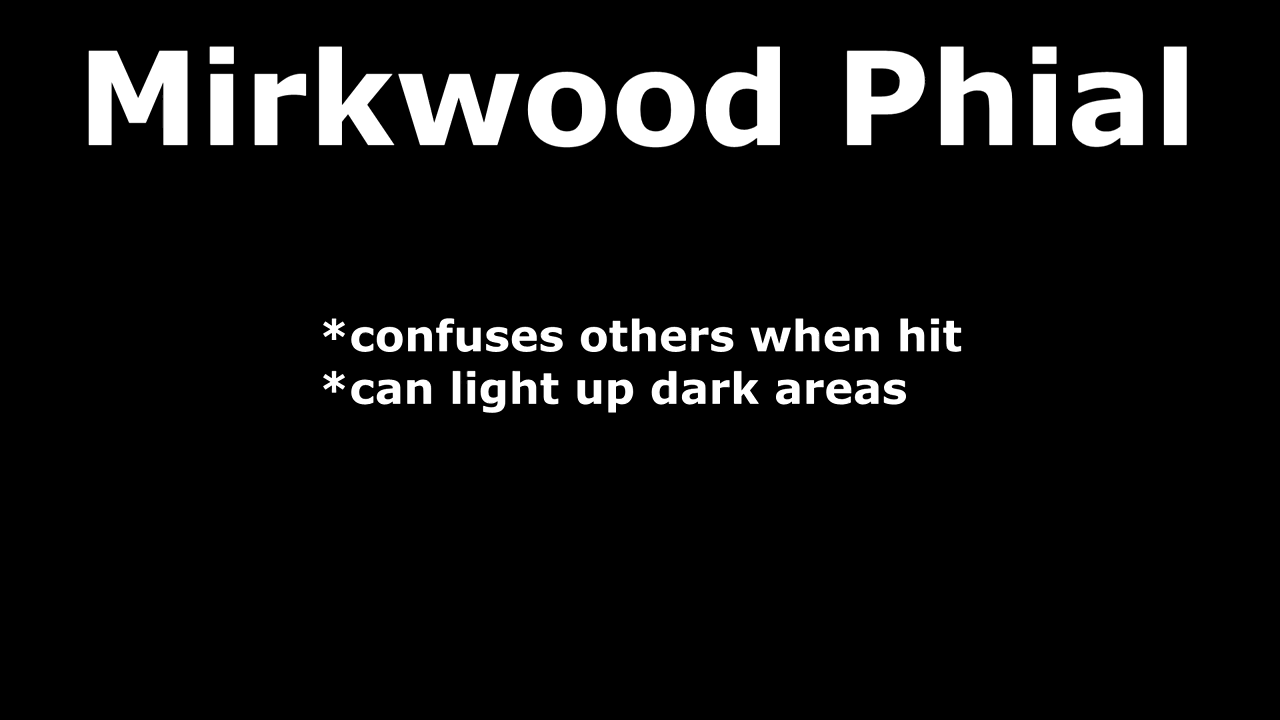 Mirkwood Phial
*confuses others when hit
*can light up dark areas